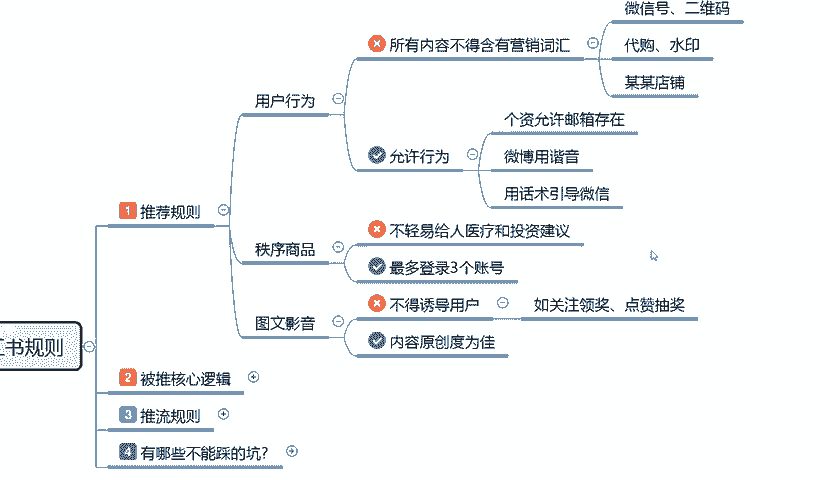 微信号、二维码
所有内容不得含有营销词汇
代购、水印
某某店铺
用户行为
个资允许邮箱存在
允许行为
微博用谐音
用话术引导微信
1 推荐规则
不轻易给人医疗和投资建议
秩序商品
最多登录3个账号
不得诱导用户
如关注领奖、点赞抽奖
图文影音
内容原创度为佳
书规则
2 被推核心逻辑
3 推流规则
4 有哪些不能踩的坑?